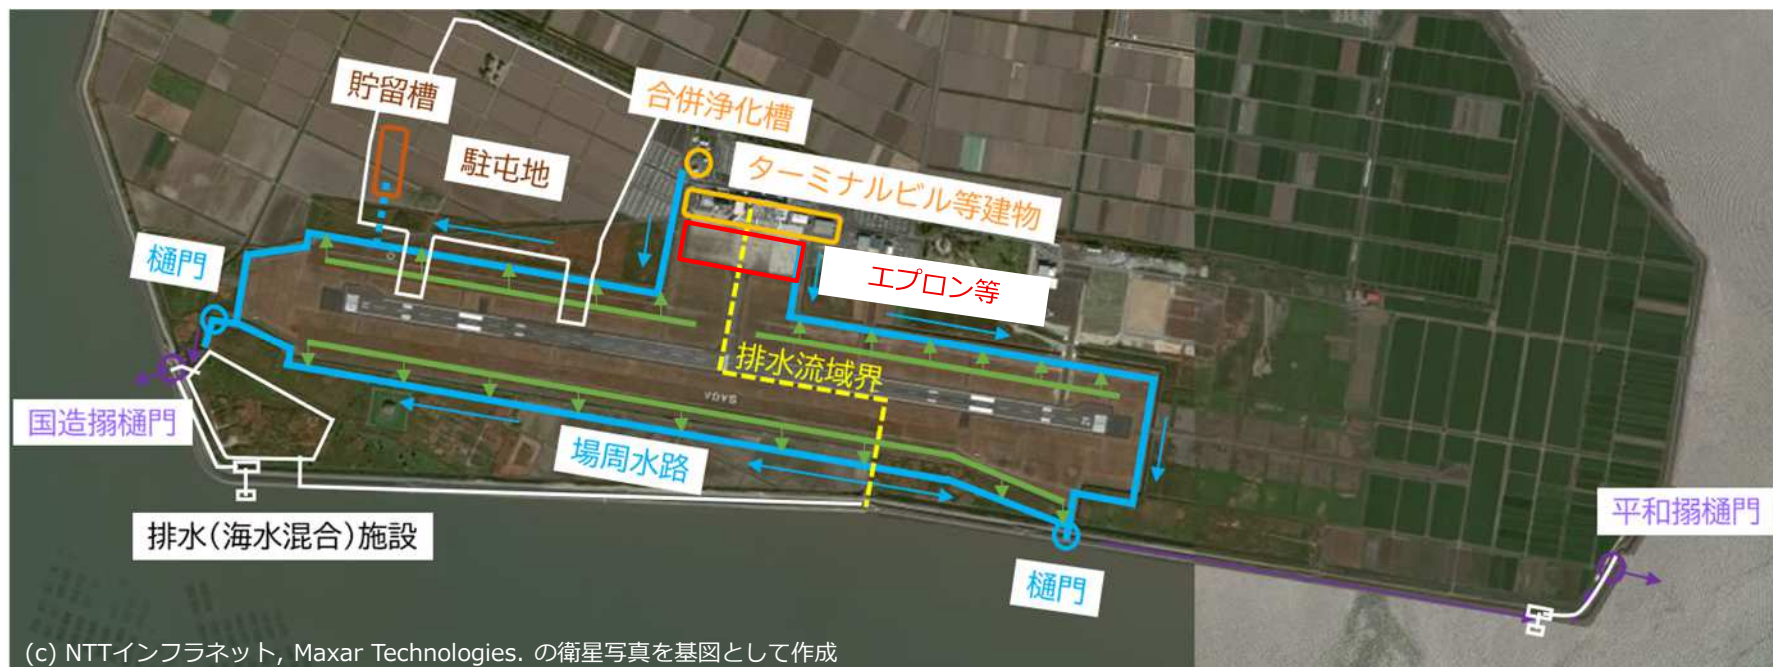 貯留槽
合併浄化槽
駐屯地
ターミナルビル等建物
樋門
エプロン等
排水流域界
SAGA
国造搦樋門
場周水路
平和搦樋門
排水(海水混合)施設
樋門
(c) NTTインフラネット, Maxar Technologies. の衛星写真を基図として作成